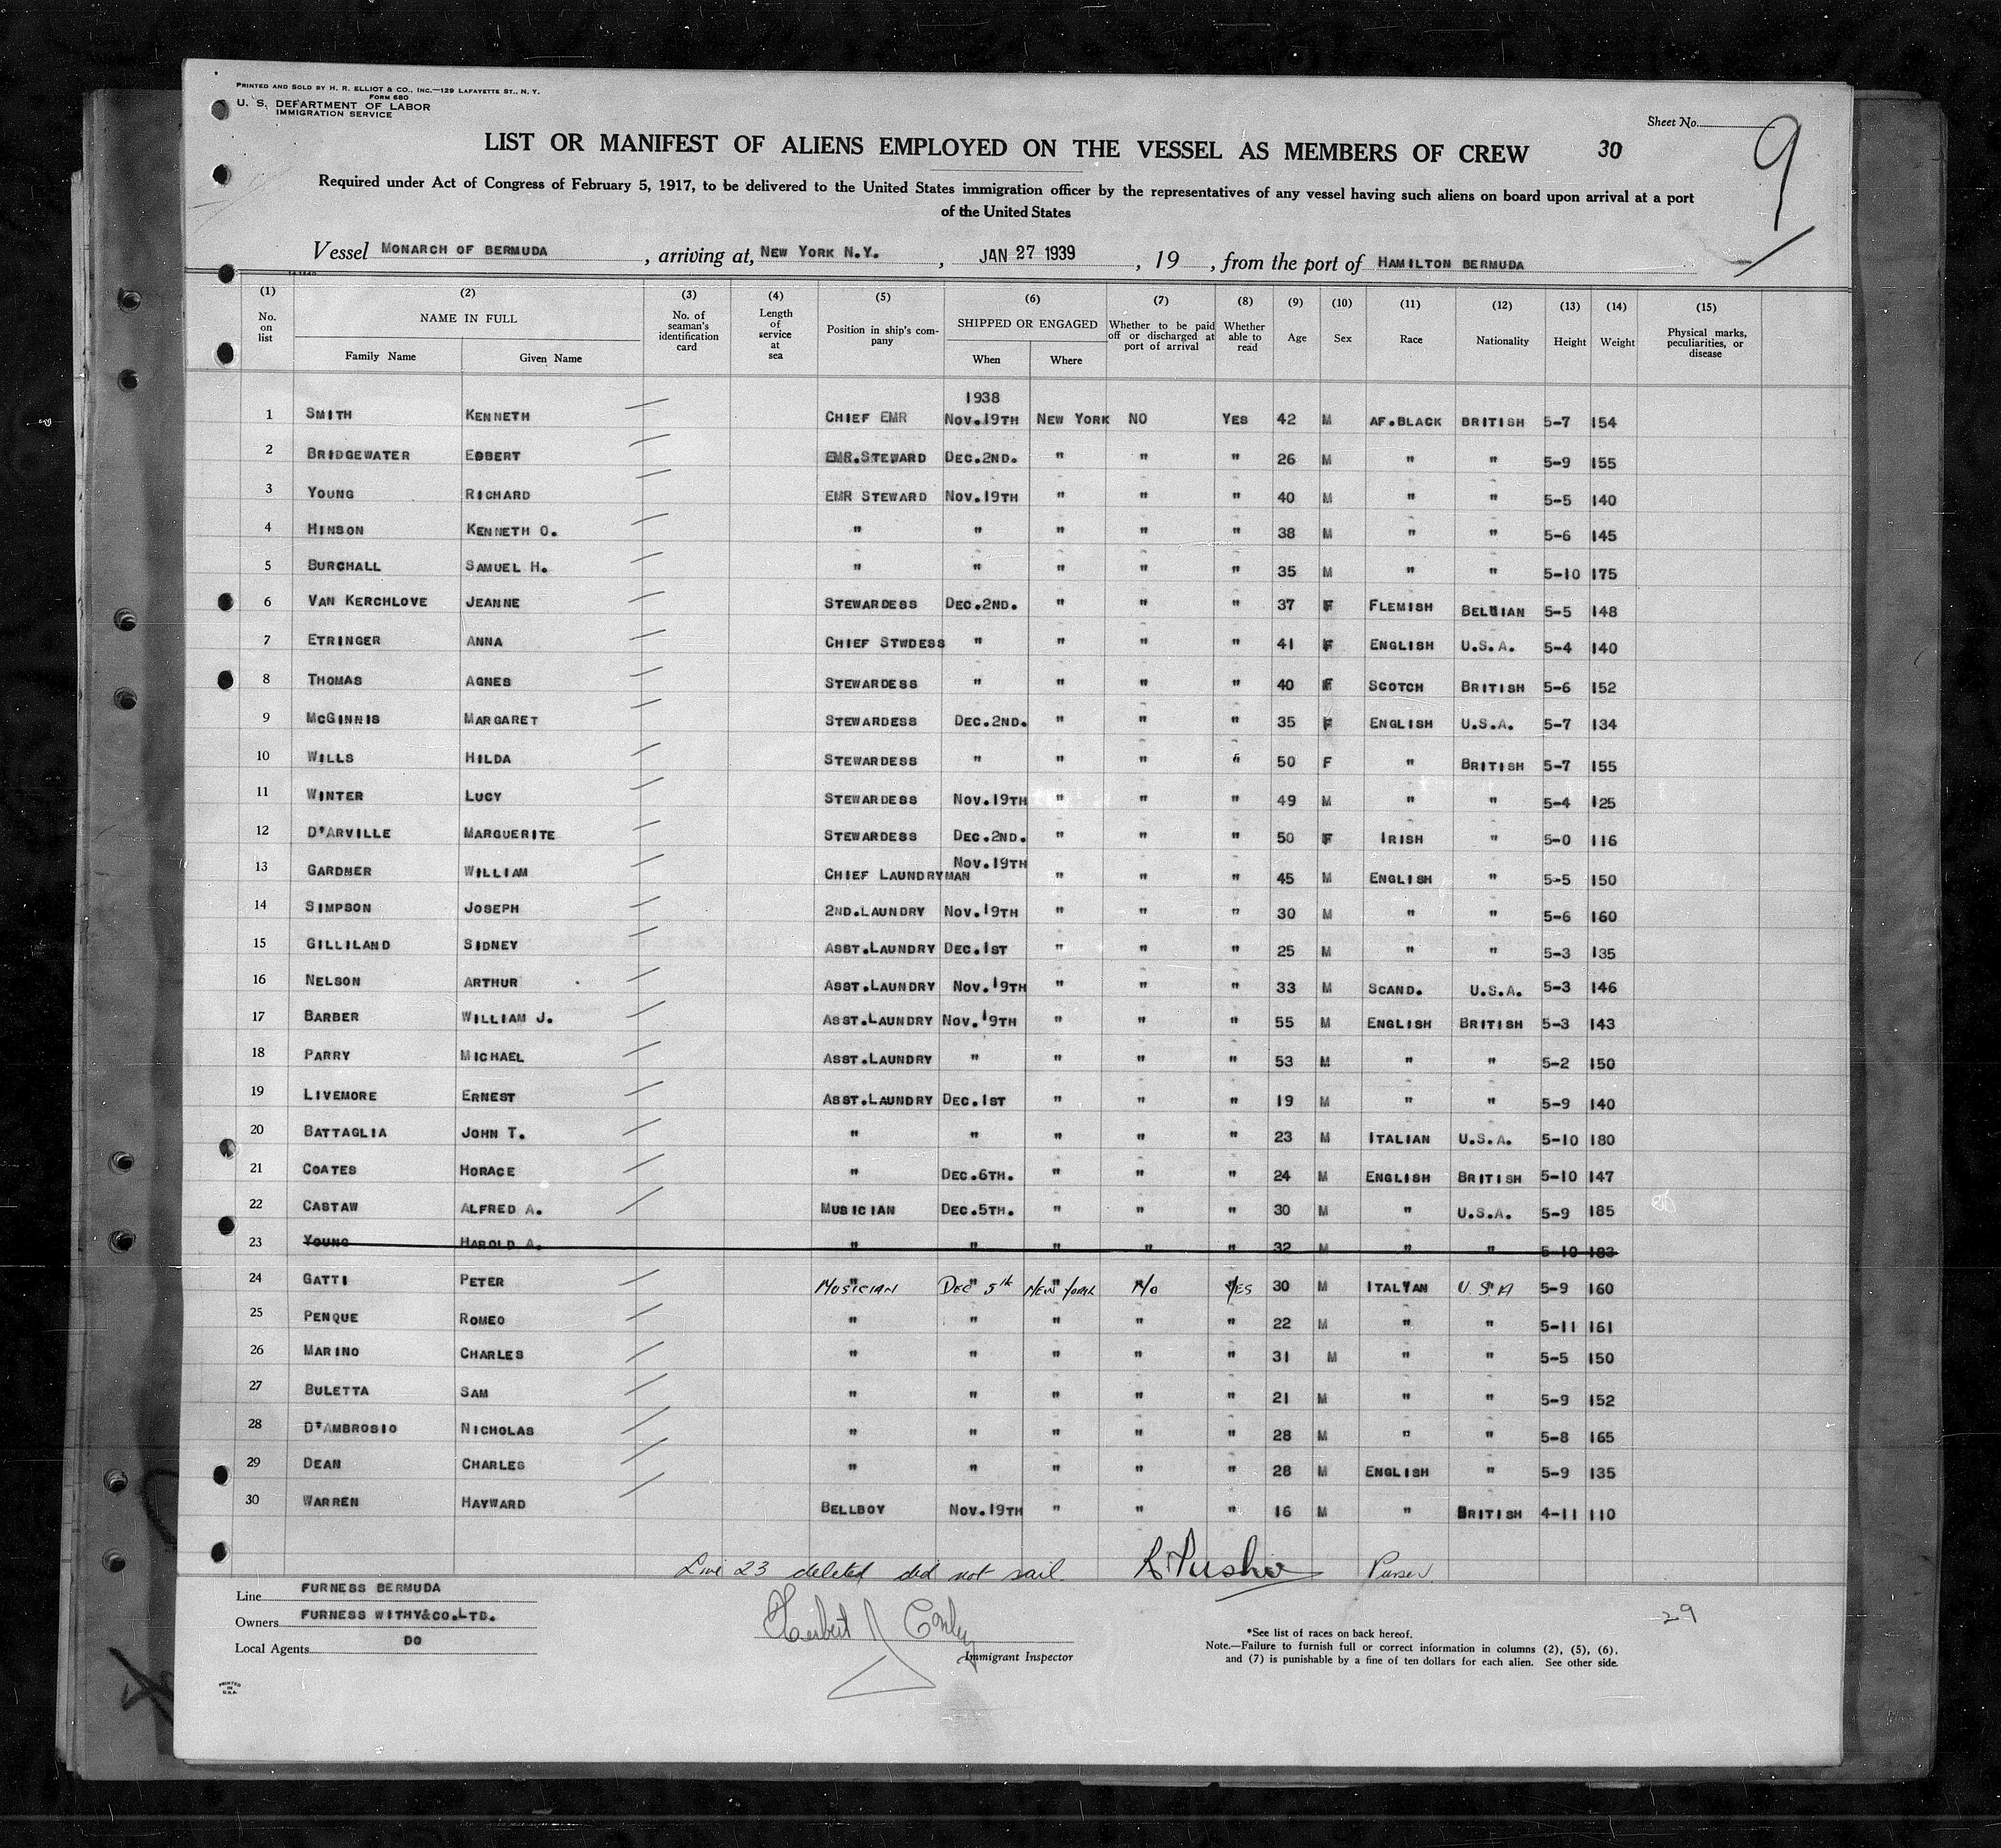 PRINTED AND SOLD BY H. R. ELLIOT & CO., INC.—129 LAFAYETTE ST., N. Y.
FORM 680
U. S. DEPARTMENT OF LABOR
IMMIGRATION SERVICE
Sheet No. 9
LIST OR MANIFEST OF ALIENS EMPLOYED ON THE VESSEL AS MEMBERS OF CREW 30
Required under Act of Congress of February 5, 1917, to be delivered to the United States immigration officer by the representatives of any vessel having such aliens on board upon arrival at a port
of the United States
Vessel MONARCH OF BERMUDA, arriving at, NEW YORK N.Y., JAN 27 1939, 19, from the port of HAMILTON BERMUDA
(1) (2) (3) (4) (5) (6) (7) (8) (9) (10) (11) (12) (13) (14) (15)
No. on list NAME IN FULL Family Name Given Name No. of seaman's identification card Length of service at sea Position in ship's company SHIPPED OR ENGAGED When Where Whether to be paid off or discharged at port of arrival Whether able to read Age Sex Race Nationality Height Weight Physical marks, peculiarities, or disease
1938
1 SMITH KENNETH CHIEF EMR NOV.19TH NEW YORK NO YES 42 M AF.BLACK BRITISH 5-7 154
2 BRIDGEWATER EGBERT EMR.STEWARD DEC.2ND. " " " 26 M " " 5-9 155
3 YOUNG RICHARD EMR STEWARD NOV.19TH " " " 40 M " " 5-5 140
4 HINSON KENNETH O. " " " " " 38 M " " 5-6 145
5 BURCHALL SAMUEL H. " " " " " 35 M " " 5-10 175
6 VAN KERCHLOVE JEANNE STEWARDESS DEC.2ND. " " " 37 F FLEMISH BELGIAN 5-5 148
7 ETRINGER ANNA CHIEF STWDESS " " " " 41 F ENGLISH U.S.A. 5-4 140
8 THOMAS AGNES STEWARDESS " " " " 40 F SCOTCH BRITISH 5-6 152
9 MCGINNIS MARGARET STEWARDESS DEC.2ND. " " " 35 F ENGLISH U.S.A. 5-7 134
10 WILLS HILDA STEWARDESS " " " " 50 F " BRITISH 5-7 155
11 WINTER LUCY STEWARDESS NOV.19TH " " " 49 M " " 5-4 125
12 D'ARVILLE MARGUERITE STEWARDESS DEC.2ND. " " " 50 F IRISH " 5-0 116
13 GARDNER WILLIAM CHIEF LAUNDRYMAN NOV.19TH " " " 45 M ENGLISH " 5-5 150
14 SIMPSON JOSEPH 2ND.LAUNDRY NOV.19TH " " " 30 M " " 5-6 160
15 GILLILAND SIDNEY ASST.LAUNDRY DEC.1ST " " " 25 M " " 5-3 135
16 NELSON ARTHUR ASST.LAUNDRY NOV.19TH " " " 33 M SCAND. U.S.A. 5-3 146
17 BARBER WILLIAM J. ASST.LAUNDRY NOV.19TH " " " 55 M ENGLISH BRITISH 5-3 143
18 PARRY MICHAEL ASST.LAUNDRY " " " " 53 M " " 5-2 150
19 LIVEMORE ERNEST ASST.LAUNDRY DEC.1ST " " " 19 M " " 5-9 140
20 BATTAGLIA JOHN T. " " " " " 23 M ITALIAN U.S.A. 5-10 180
21 COATES HORACE " DEC.6TH. " " " 24 M ENGLISH BRITISH 5-10 147
22 CASTAW ALFRED A. MUSICIAN DEC.5TH. " " " 30 M " U.S.A. 5-9 185
23 YOUNG HAROLD A. " " " " " 32 M " " 5-10 183
24 GATTI PETER MUSICIAN DEC 5th NEW YORK No YES 30 M ITALYAN U.S.A 5-9 160
25 PENQUE ROMEO " " " " " 22 M " " 5-11 161
26 MARINO CHARLES " " " " " 31 M " " 5-5 150
27 BULETTA SAM " " " " " 21 M " " 5-9 152
28 D'AMBROSIO NICHOLAS " " " " " 28 M " " 5-8 165
29 DEAN CHARLES " " " " " 28 M ENGLISH " 5-9 135
30 WARREN HAYWARD BELLBOY NOV.19TH " " " 16 M " BRITISH 4-11 110
Line 23 deleted did not sail Purser
Line FURNESS BERMUDA
Owners FURNESS WITHY&CO.LTD.
Local Agents DO
Immigrant Inspector
29
*See list of races on back hereof.
Note.—Failure to furnish full or correct information in columns (2), (5), (6),
and (7) is punishable by a fine of ten dollars for each alien. See other side.
PRINTED
IN
U.S.A.